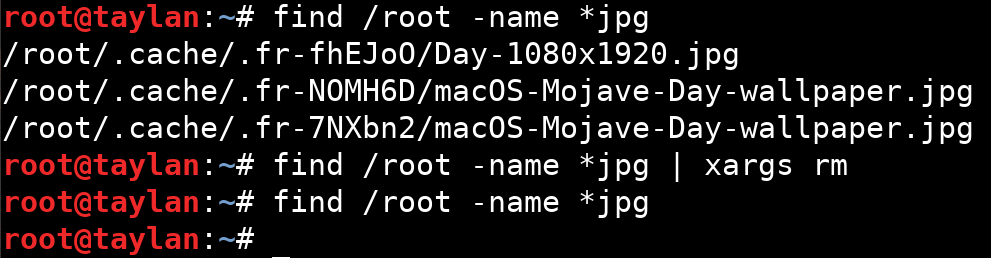 root@taylan:~# find /root -name *jpg
/root/.cache/.fr-fhEJoO/Day-1080x1920.jpg
/root/.cache/.fr-NOMH6D/macOS-Mojave-Day-wallpaper.jpg
/root/.cache/.fr-7NXbn2/macOS-Mojave-Day-wallpaper.jpg
root@taylan:~# find /root -name *jpg | xargs rm
root@taylan:~# find /root -name *jpg
root@taylan:~#